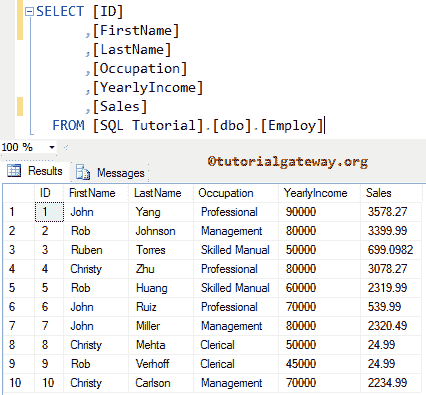 SELECT [ID]
,[FirstName]
,[LastName]
,[Occupation]
,[YearlyIncome]
,[Sales]
FROM [SQL Tutorial].[dbo].[Employ]
100 %
©tutorialgateway.org
Results Messages
ID FirstName LastName Occupation YearlyIncome Sales
1 1 John Yang Professional 90000 3578.27
2 2 Rob Johnson Management 80000 3399.99
3 3 Ruben Torres Skilled Manual 50000 699.0982
4 4 Christy Zhu Professional 80000 3078.27
5 5 Rob Huang Skilled Manual 60000 2319.99
6 6 John Ruiz Professional 70000 539.99
7 7 John Miller Management 80000 2320.49
8 8 Christy Mehta Clerical 50000 24.99
9 9 Rob Verhoff Clerical 45000 24.99
10 10 Christy Carlson Management 70000 2234.99